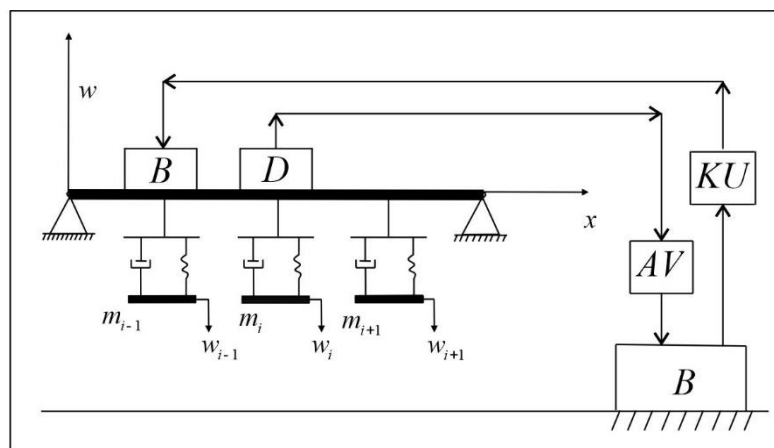 w
B
D
KU
x
AV
m_{i-1}
m_i
m_{i+1}
w_{i-1}
w_i
w_{i+1}
B